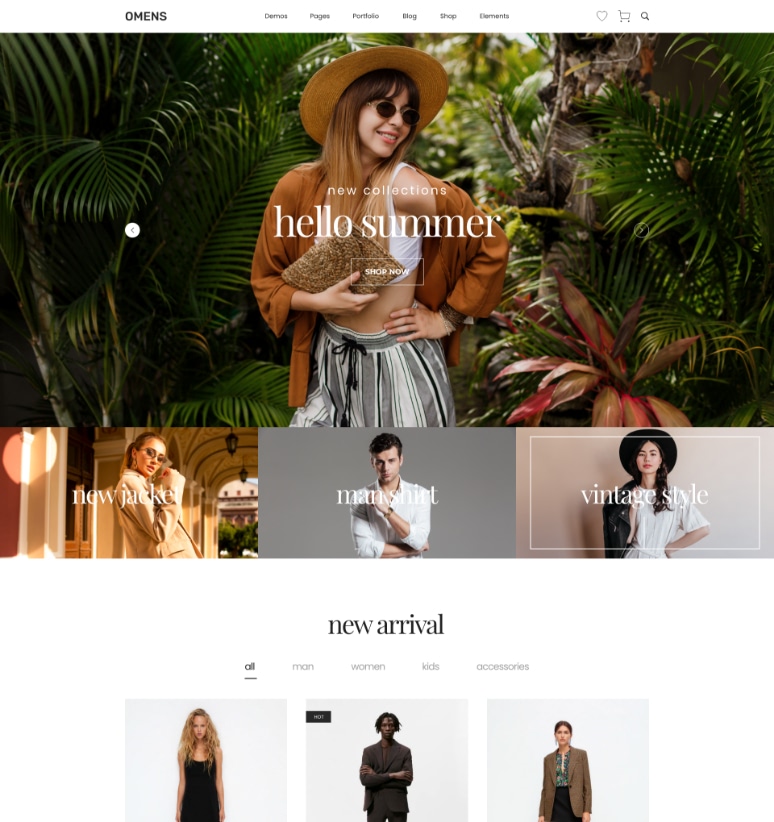 OMENS
Demos Pages Portfolio Blog Shop Elements
new collections
hello summer
SHOP NOW
new jacket
man shirt
vintage style
new arrival
all man women kids accessories
HOT